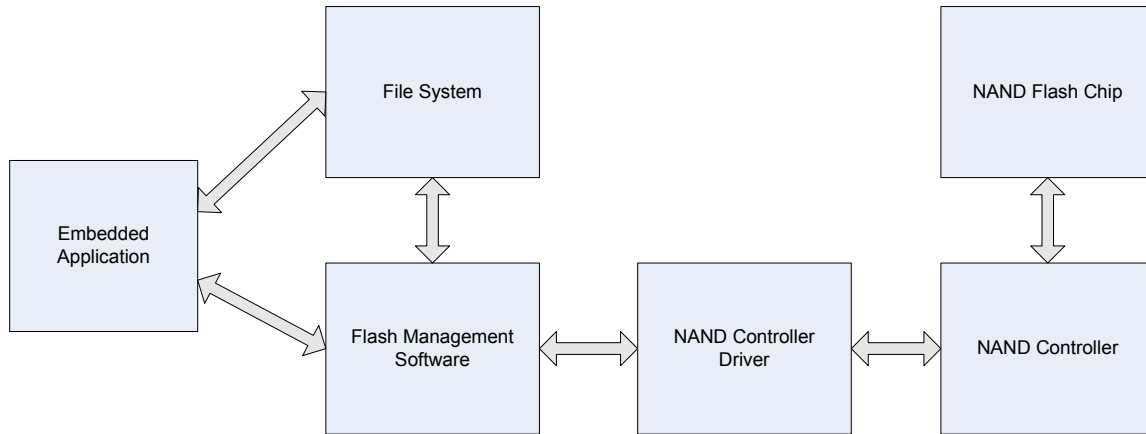 File System
NAND Flash Chip
Embedded
Application
Flash Management
Software
NAND Controller
Driver
NAND Controller